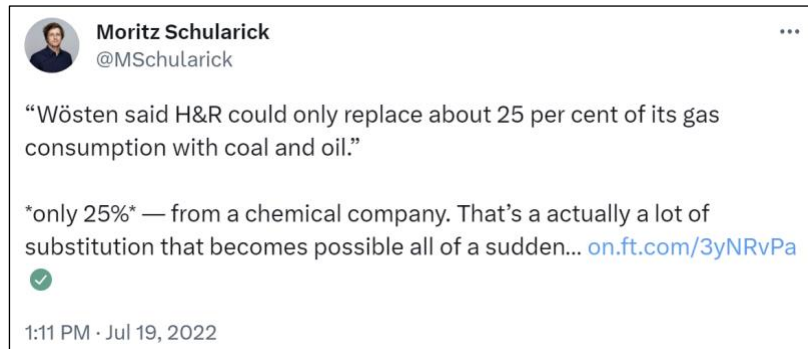 Moritz Schularick
@MSchularick
“Wösten said H&R could only replace about 25 per cent of its gas
consumption with coal and oil.”
*only 25%* — from a chemical company. That’s a actually a lot of
substitution that becomes possible all of a sudden... on.ft.com/3yNRvPa
1:11 PM · Jul 19, 2022